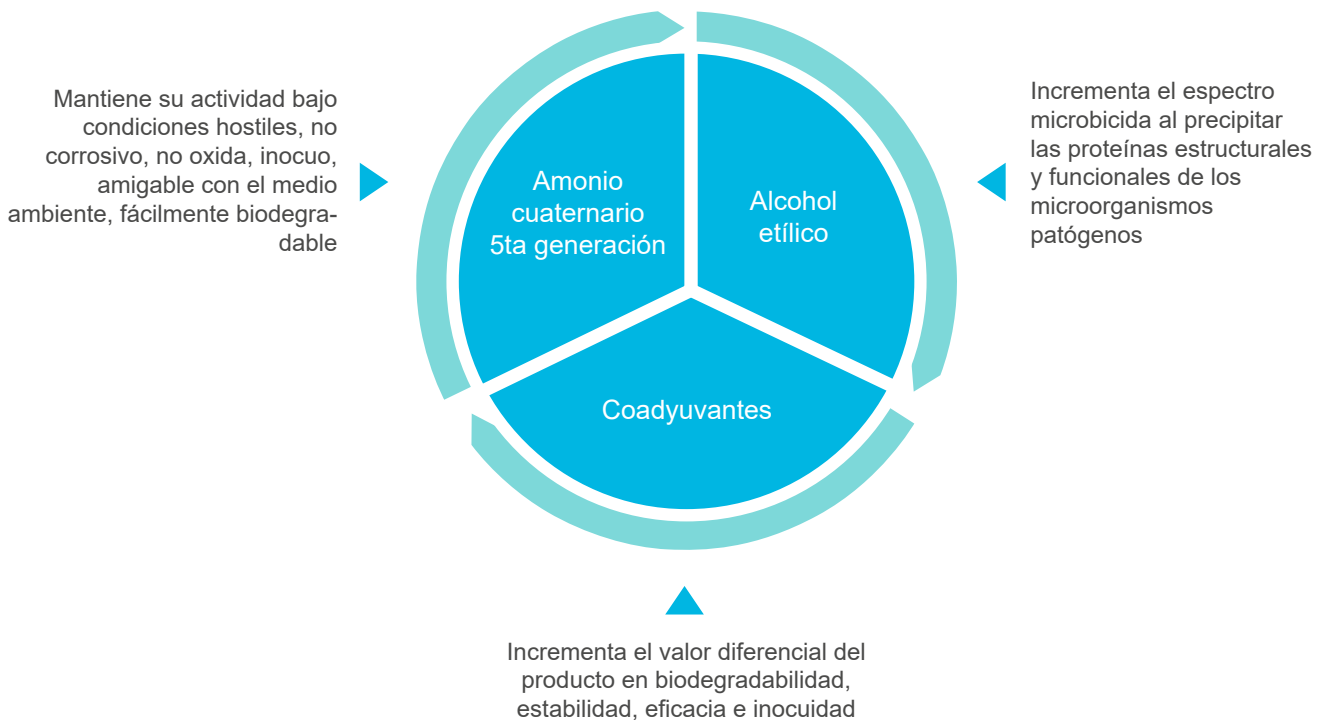 Mantiene su actividad bajo
condiciones hostiles, no
corrosivo, no oxida, inocuo,
amigable con el medio
ambiente, fácilmente biodegra-
dable
Amonio
cuaternario
5ta generación
Alcohol
etílico
Incrementa el espectro
microbicida al precipitar
las proteínas estructurales
y funcionales de los
microorganismos
patógenos
Coadyuvantes
Incrementa el valor diferencial del
producto en biodegradabilidad,
estabilidad, eficacia e inocuidad